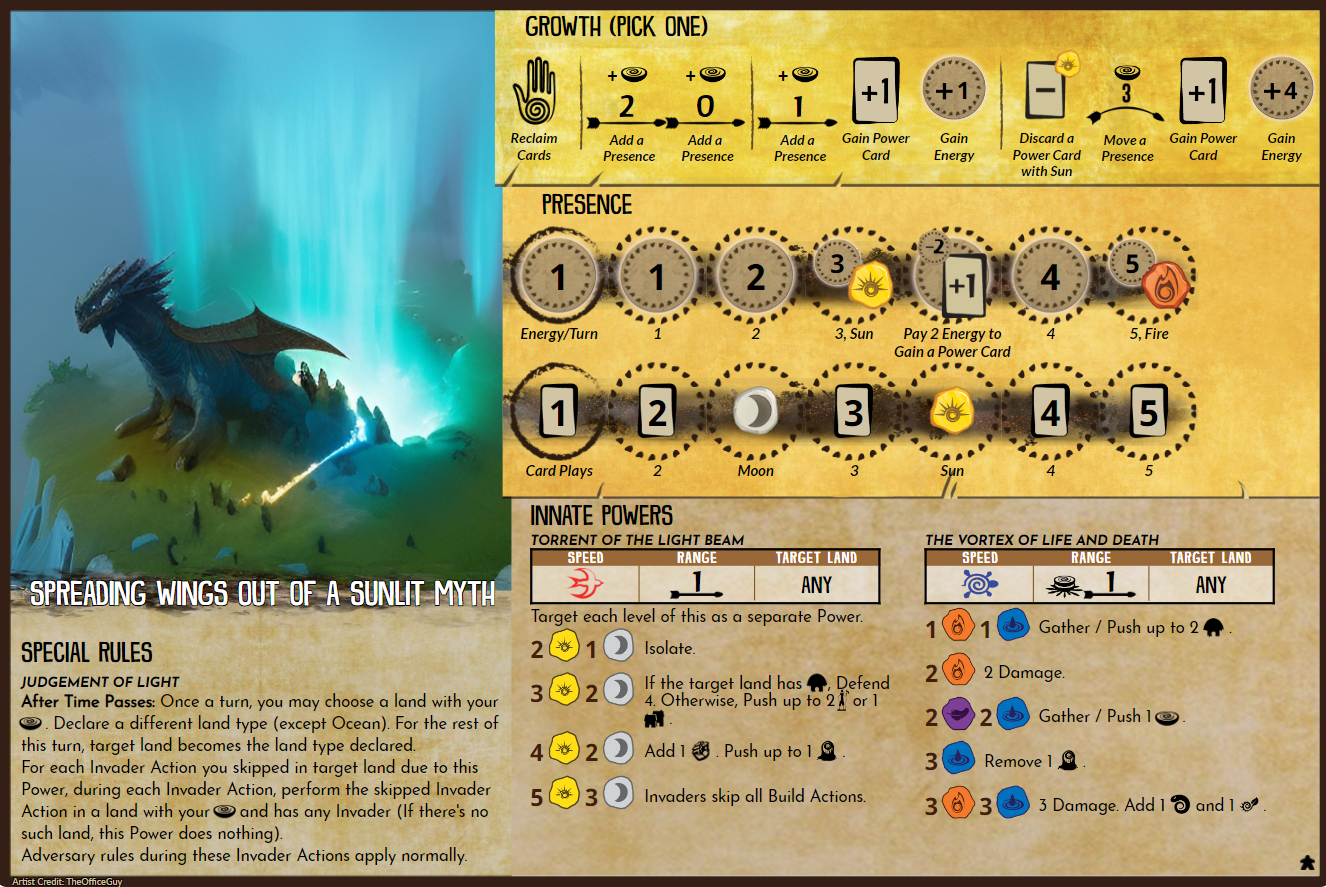 GROWTH (PICK ONE)
+ + + +1 +1 − 3 +1 +4
2 0 1
Reclaim Cards
Add a Presence
Add a Presence
Add a Presence
Gain Power Card
Gain Energy
Discard a Power Card with Sun
Move a Presence
Gain Power Card
Gain Energy
PRESENCE
1 1 2 3 -2 +1 4 5
Energy/Turn 1 2 3, Sun Pay 2 Energy to Gain a Power Card 4 5, Fire
1 2 3 4 5
Card Plays 2 Moon 3 Sun 4 5
SPREADING WINGS OUT OF A SUNLIT MYTH
SPECIAL RULES
JUDGEMENT OF LIGHT
After Time Passes: Once a turn, you may choose a land with your
. Declare a different land type (except Ocean). For the rest of
this turn, target land becomes the land type declared.
For each Invader Action you skipped in target land due to this
Power, during each Invader Action, perform the skipped Invader
Action in a land with your and has any Invader (If there's no
such land, this Power does nothing).
Adversary rules during these Invader Actions apply normally.
Artist Credit: TheOfficeGuy
INNATE POWERS
TORRENT OF THE LIGHT BEAM
SPEED RANGE TARGET LAND
1 ANY
Target each level of this as a separate Power.
2 1 Isolate.
3 2 If the target land has , Defend
4. Otherwise, Push up to 2 or 1
.
4 2 Add 1 . Push up to 1 .
5 3 Invaders skip all Build Actions.
THE VORTEX OF LIFE AND DEATH
SPEED RANGE TARGET LAND
1 ANY
1 1 Gather / Push up to 2 .
2 2 Damage.
2 2 Gather / Push 1 .
3 Remove 1 .
3 3 3 Damage. Add 1 and 1 .